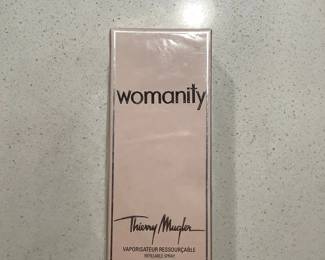 womanity
Thierry Mugler
VAPORISATEUR RESSOURÇABLE
REFILLABLE SPRAY